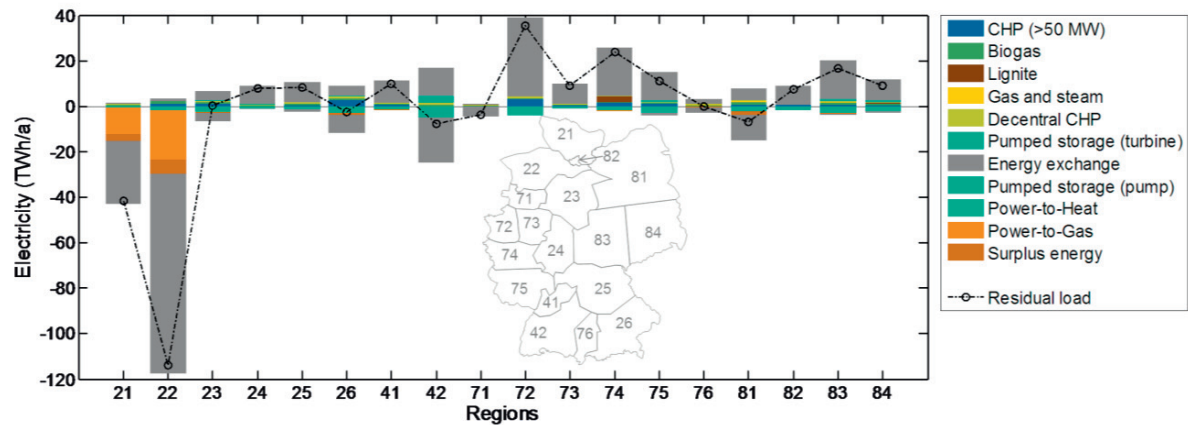 40
20
0
-20
-40
-60
-80
-100
-120
Electricity (TWh/a)
21 22 23 24 25 26 41 42 71 72 73 74 75 76 81 82 83 84
Regions
21
82
22
81
71
23
72 73
83 84
24
74
75 25
41
42 76 26
CHP (>50 MW)
Biogas
Lignite
Gas and steam
Decentral CHP
Pumped storage (turbine)
Energy exchange
Pumped storage (pump)
Power-to-Heat
Power-to-Gas
Surplus energy
Residual load